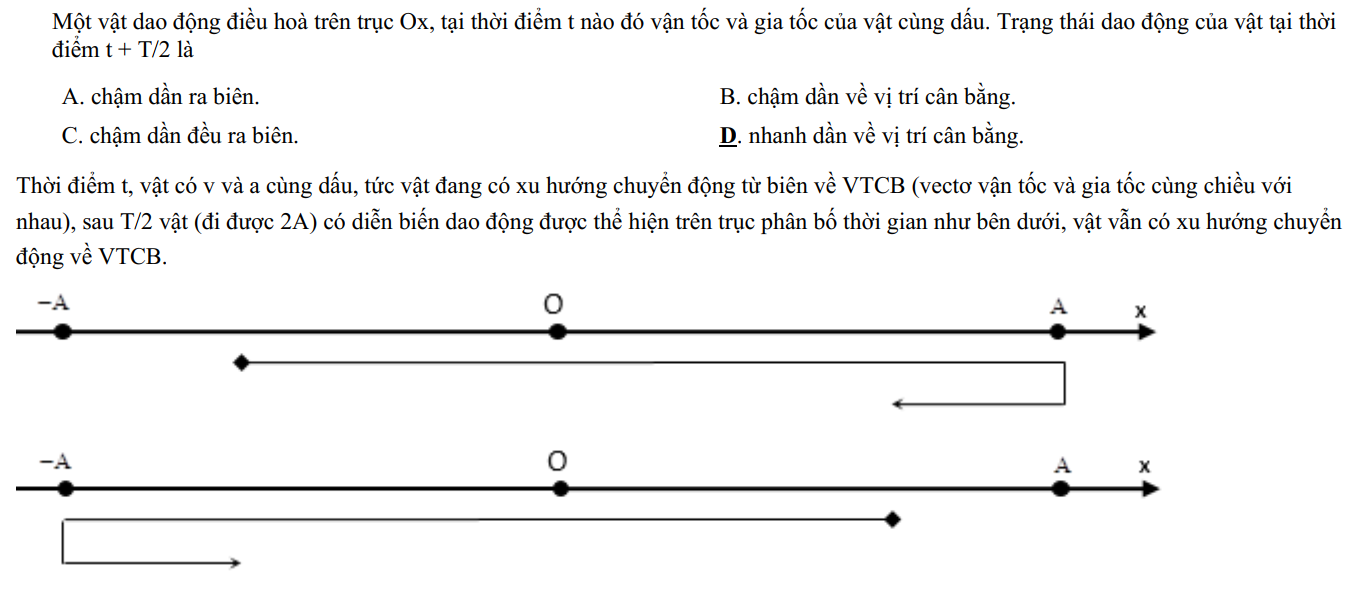 Một vật dao động điều hoà trên trục Ox, tại thời điểm t nào đó vận tốc và gia tốc của vật cùng dấu. Trạng thái dao động của vật tại thời
điểm t + T/2 là
A. chậm dần ra biên.
B. chậm dần về vị trí cân bằng.
C. chậm dần đều ra biên.
D. nhanh dần về vị trí cân bằng.
Thời điểm t, vật có v và a cùng dấu, tức vật đang có xu hướng chuyển động từ biên về VTCB (vectơ vận tốc và gia tốc cùng chiều với
nhau), sau T/2 vật (đi được 2A) có diễn biến dao động được thể hiện trên trục phân bố thời gian như bên dưới, vật vẫn có xu hướng chuyển
động về VTCB.
−A O A x
−A O A x